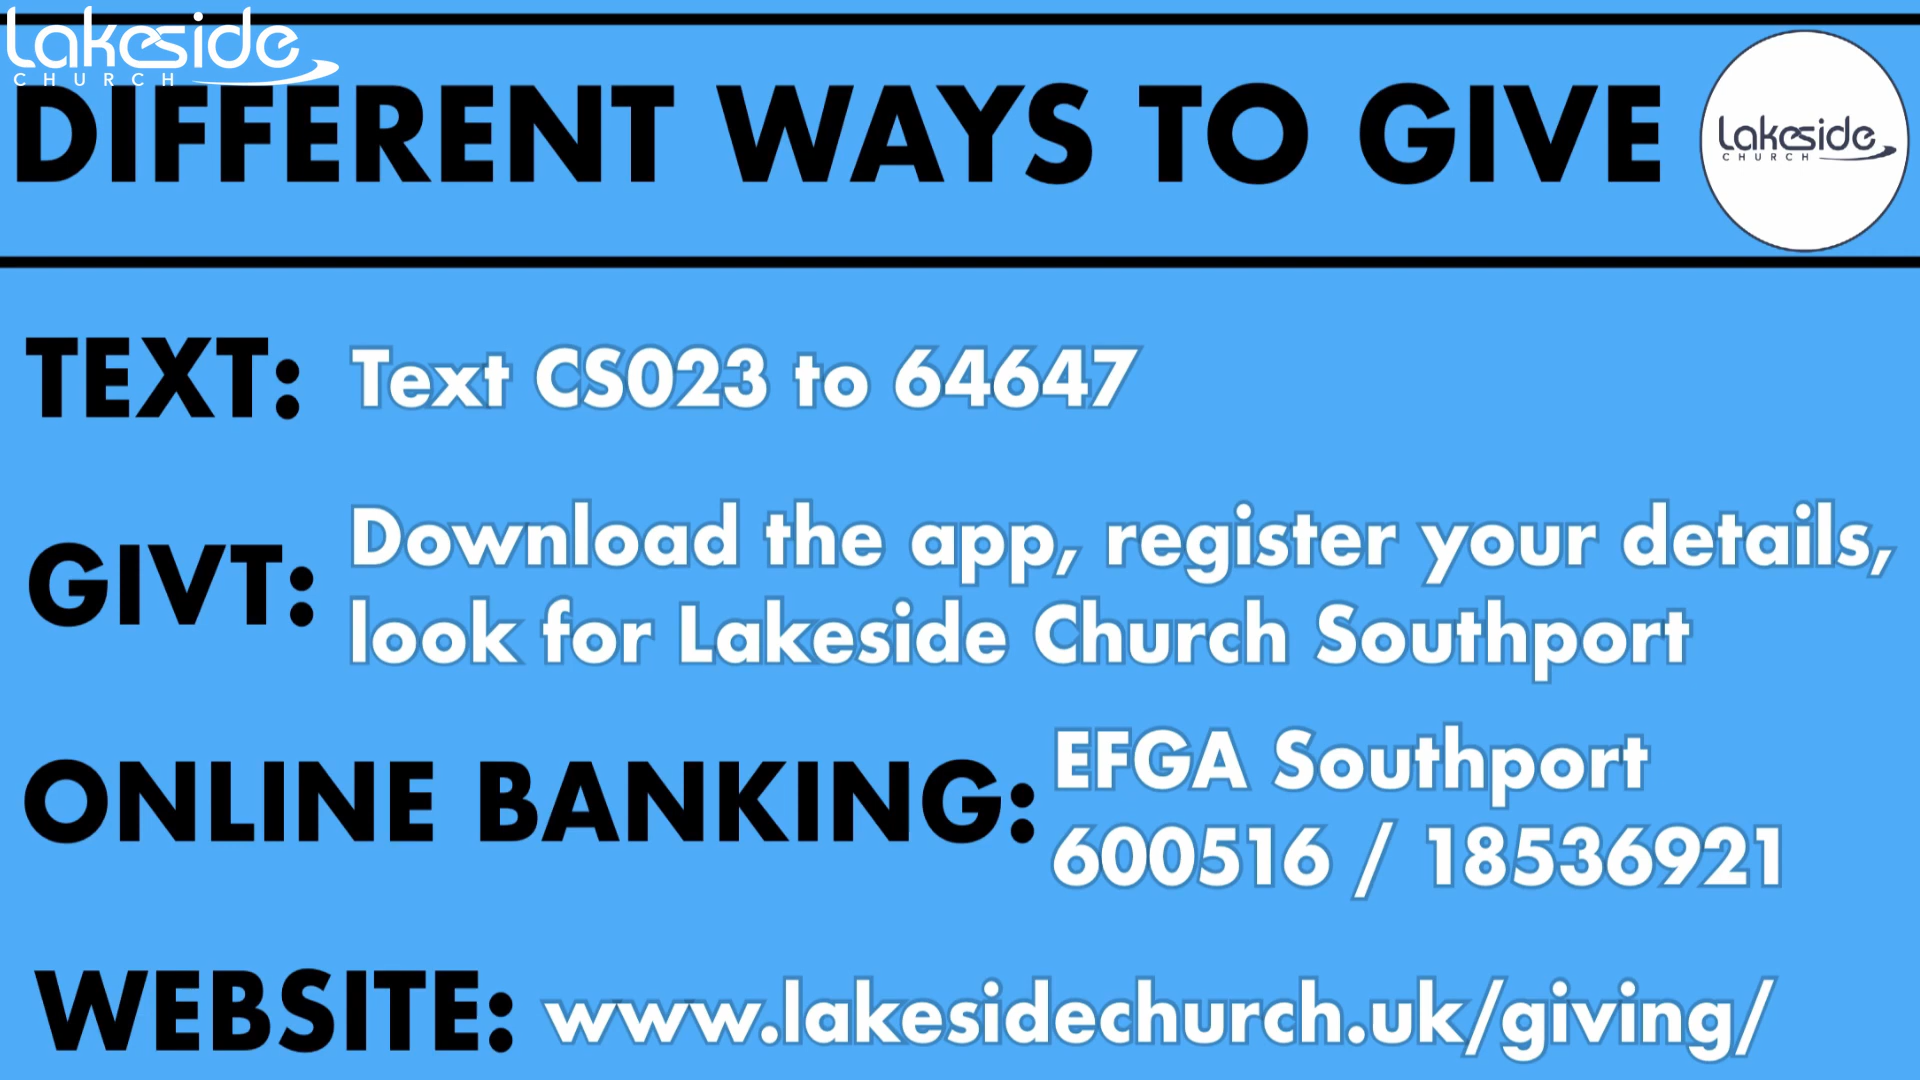 Lakeside
CHURCH
DIFFERENT WAYS TO GIVE
Lakeside
CHURCH
TEXT: Text CS023 to 64647
GIVT: Download the app, register your details,
look for Lakeside Church Southport
ONLINE BANKING: EFGA Southport
600516 / 18536921
WEBSITE: www.lakesidechurch.uk/giving/